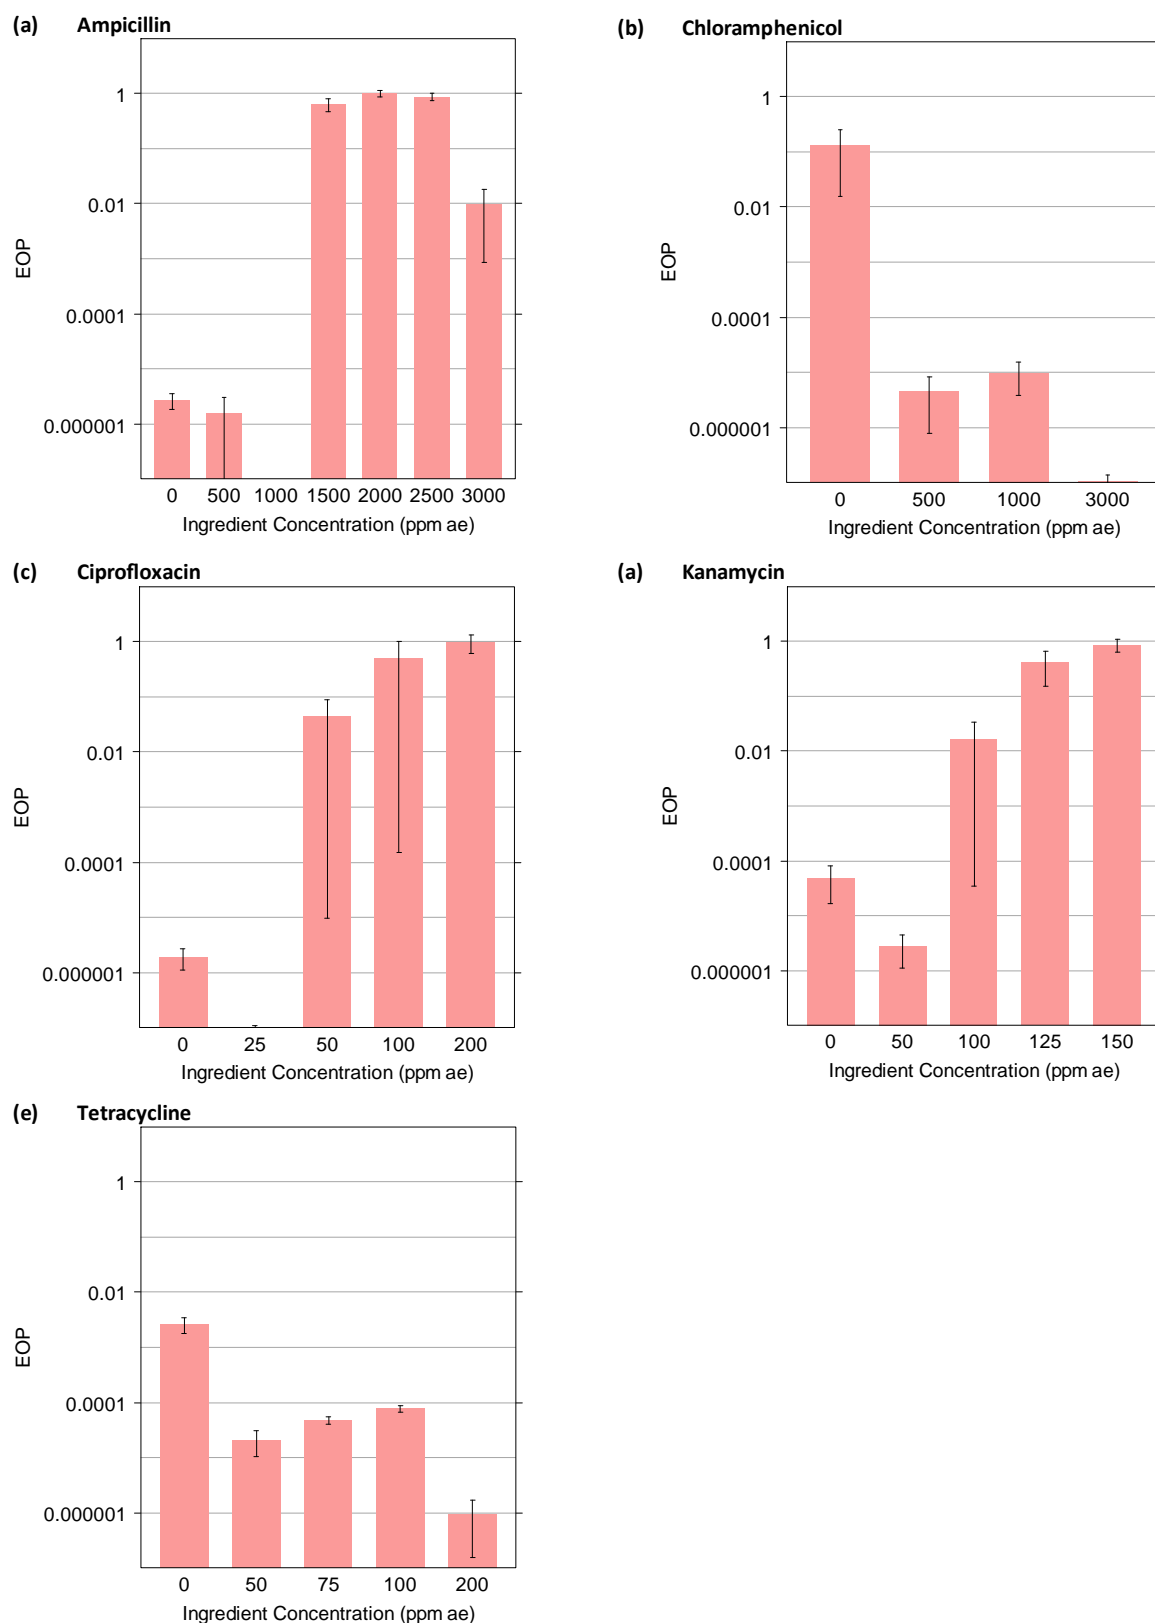 (a) Ampicillin
1
0.01
0.0001
0.000001
EOP
0 500 1000 1500 2000 2500 3000
Ingredient Concentration (ppm ae)
(b) Chloramphenicol
1
0.01
0.0001
0.000001
EOP
0 500 1000 3000
Ingredient Concentration (ppm ae)
(c) Ciprofloxacin
1
0.01
0.0001
0.000001
EOP
0 25 50 100 200
Ingredient Concentration (ppm ae)
(a) Kanamycin
1
0.01
0.0001
0.000001
EOP
0 50 100 125 150
Ingredient Concentration (ppm ae)
(e) Tetracycline
1
0.01
0.0001
0.000001
EOP
0 50 75 100 200
Ingredient Concentration (ppm ae)